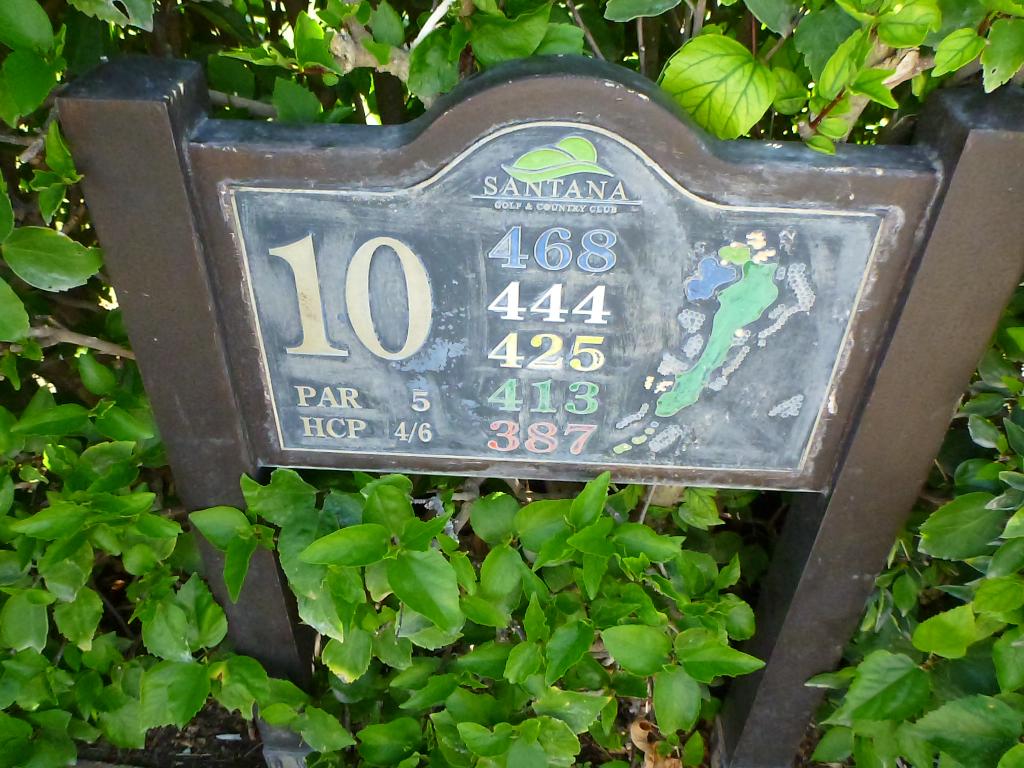 SANTANA
GOLF & COUNTRY CLUB
10
468
444
425
413
387
PAR 5
HCP 4/6